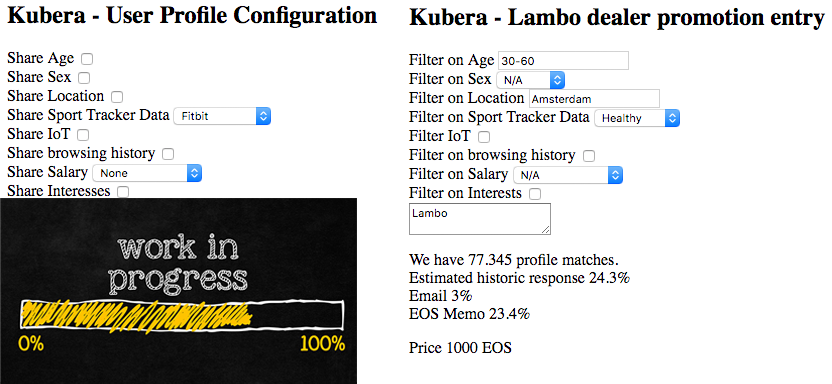 Kubera - User Profile Configuration
Share Age
Share Sex
Share Location
Share Sport Tracker Data Fitbit
Share IoT
Share browsing history
Share Salary None
Share Interesses
work in
progress
0% 100%
Kubera - Lambo dealer promotion entry
Filter on Age 30-60
Filter on Sex N/A
Filter on Location Amsterdam
Filter on Sport Tracker Data Healthy
Filter IoT
Filter on browsing history
Filter on Salary N/A
Filter on Interests
Lambo
We have 77.345 profile matches.
Estimated historic response 24.3%
Email 3%
EOS Memo 23.4%
Price 1000 EOS